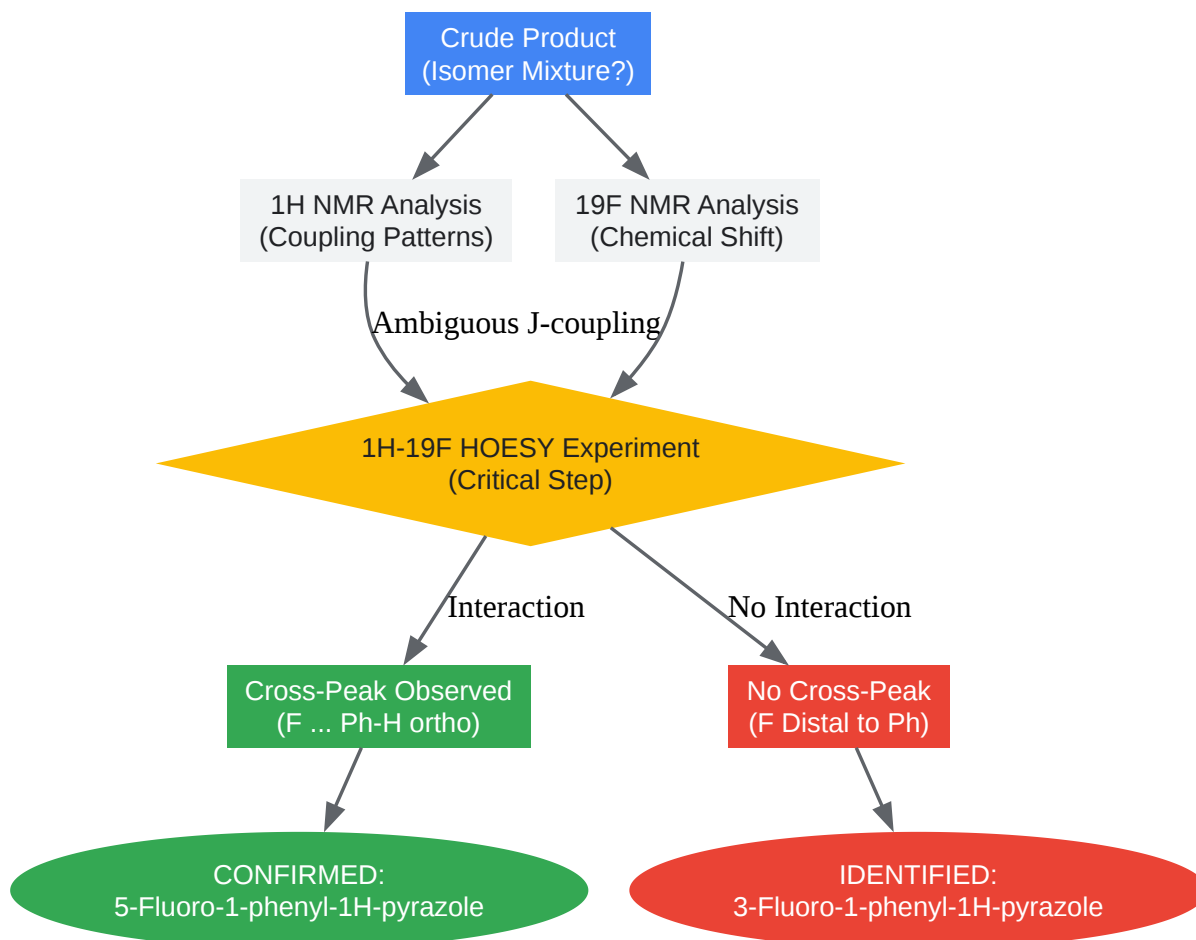 Crude Product
(Isomer Mixture?)
1H NMR Analysis
(Coupling Patterns)
19F NMR Analysis
(Chemical Shift)
Ambiguous J-coupling
1H-19F HOESY Experiment
(Critical Step)
Interaction
No Interaction
Cross-Peak Observed
(F ... Ph-H ortho)
No Cross-Peak
(F Distal to Ph)
CONFIRMED:
5-Fluoro-1-phenyl-1H-pyrazole
IDENTIFIED:
3-Fluoro-1-phenyl-1H-pyrazole